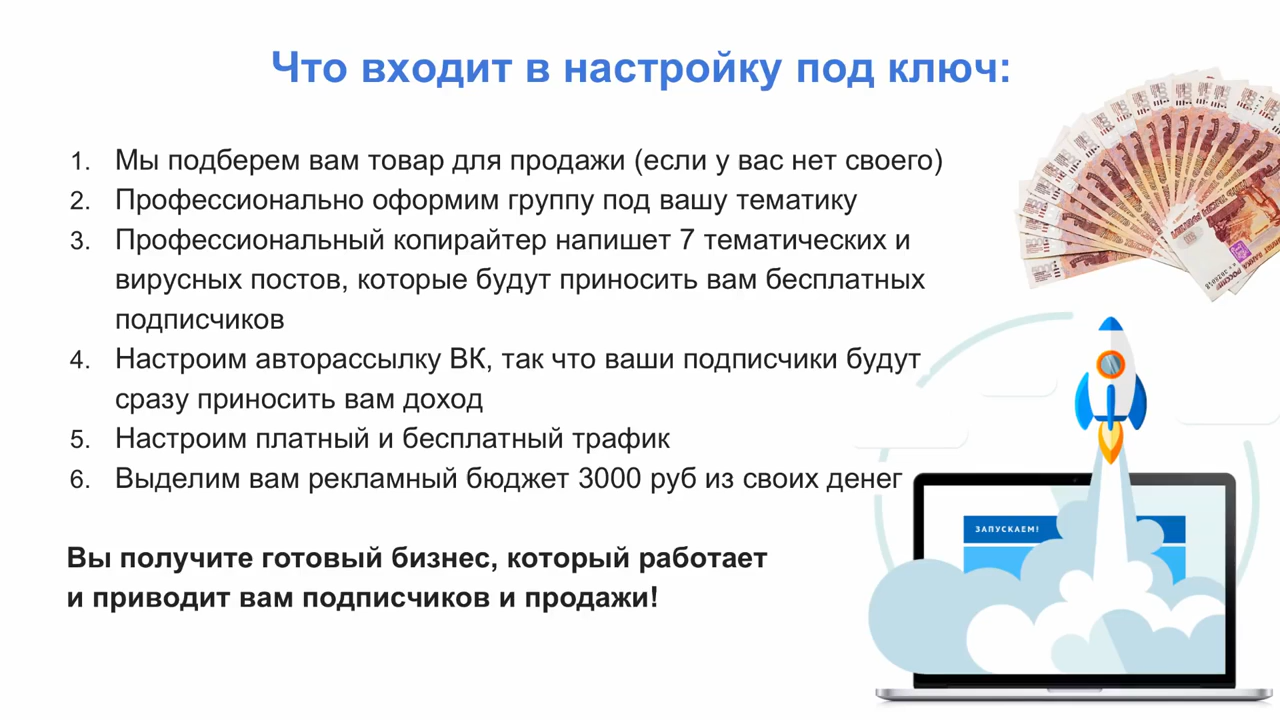 Что входит в настройку под ключ:
1. Мы подберем вам товар для продажи (если у вас нет своего)
2. Профессионально оформим группу под вашу тематику
3. Профессиональный копирайтер напишет 7 тематических и
вирусных постов, которые будут приносить вам бесплатных
подписчиков
4. Настроим авторассылку ВК, так что ваши подписчики будут
сразу приносить вам доход
5. Настроим платный и бесплатный трафик
6. Выделим вам рекламный бюджет 3000 руб из своих денег
ЗАПУСКАЕМ!
Вы получите готовый бизнес, который работает
и приводит вам подписчиков и продажи!